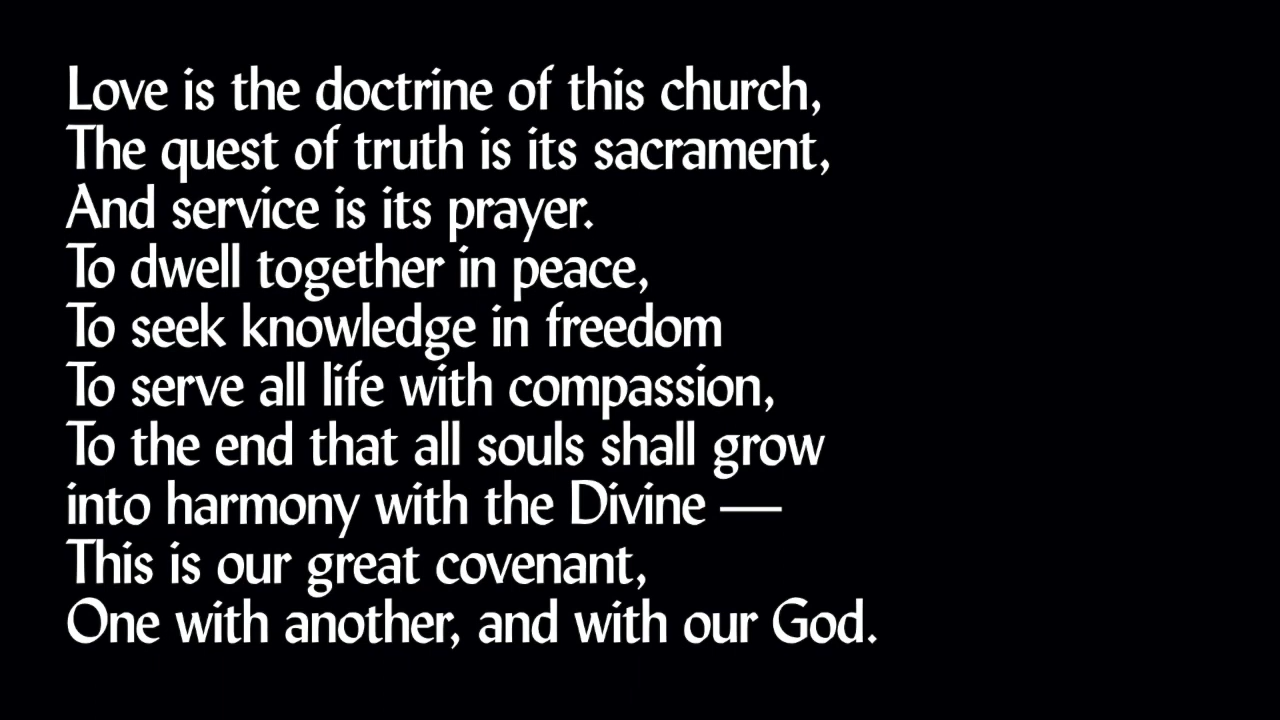 Love is the doctrine of this church,
The quest of truth is its sacrament,
And service is its prayer.
To dwell together in peace,
To seek knowledge in freedom
To serve all life with compassion,
To the end that all souls shall grow
into harmony with the Divine —
This is our great covenant,
One with another, and with our God.